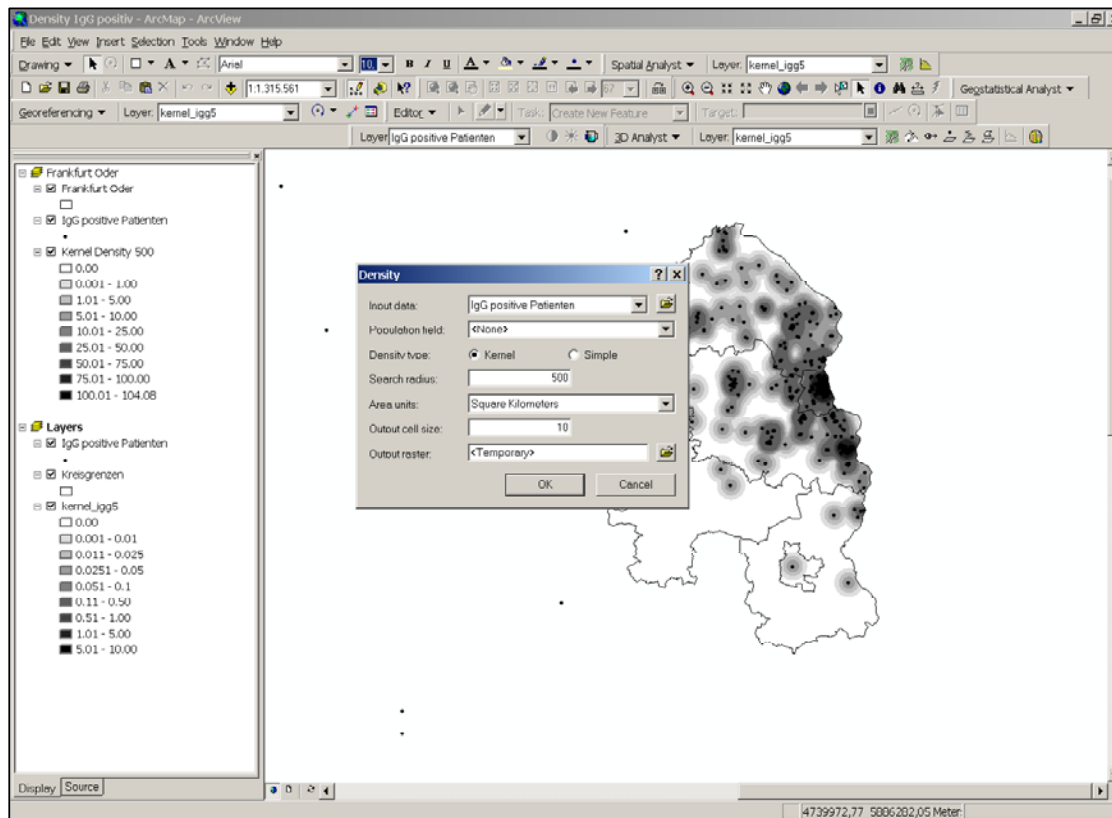 Density IgG positiv - ArcMap - ArcView
File Edit View Insert Selection Tools Window Help
Drawing Arial 10 B I U A Spatial Analyst Layer: kernel_igg5
1:1.315.561 67 Geostatistical Analyst
Georeferencing Layer: kernel_igg5 Editor Task: Create New Feature Target:
Layer IgG positive Patienten 3D Analyst Layer: kernel_igg5
Frankfurt Oder
Frankfurt Oder
IgG positive Patienten
Kernel Density 500
0.00
0.001 - 1.00
1.01 - 5.00
5.01 - 10.00
10.01 - 25.00
25.01 - 50.00
50.01 - 75.00
75.01 - 100.00
100.01 - 104.08
Layers
IgG positive Patienten
Kreisgrenzen
kernel_igg5
0.00
0.001 - 0.01
0.011 - 0.025
0.0251 - 0.05
0.051 - 0.1
0.11 - 0.50
0.51 - 1.00
1.01 - 5.00
5.01 - 10.00
Density
Input data: IgG positive Patienten
Population field: <None>
Density type: Kernel Simple
Search radius: 500
Area units: Square Kilometers
Output cell size: 10
Output raster: <Temporary>
OK Cancel
Display Source
4739972,77 5886282,05 Meter